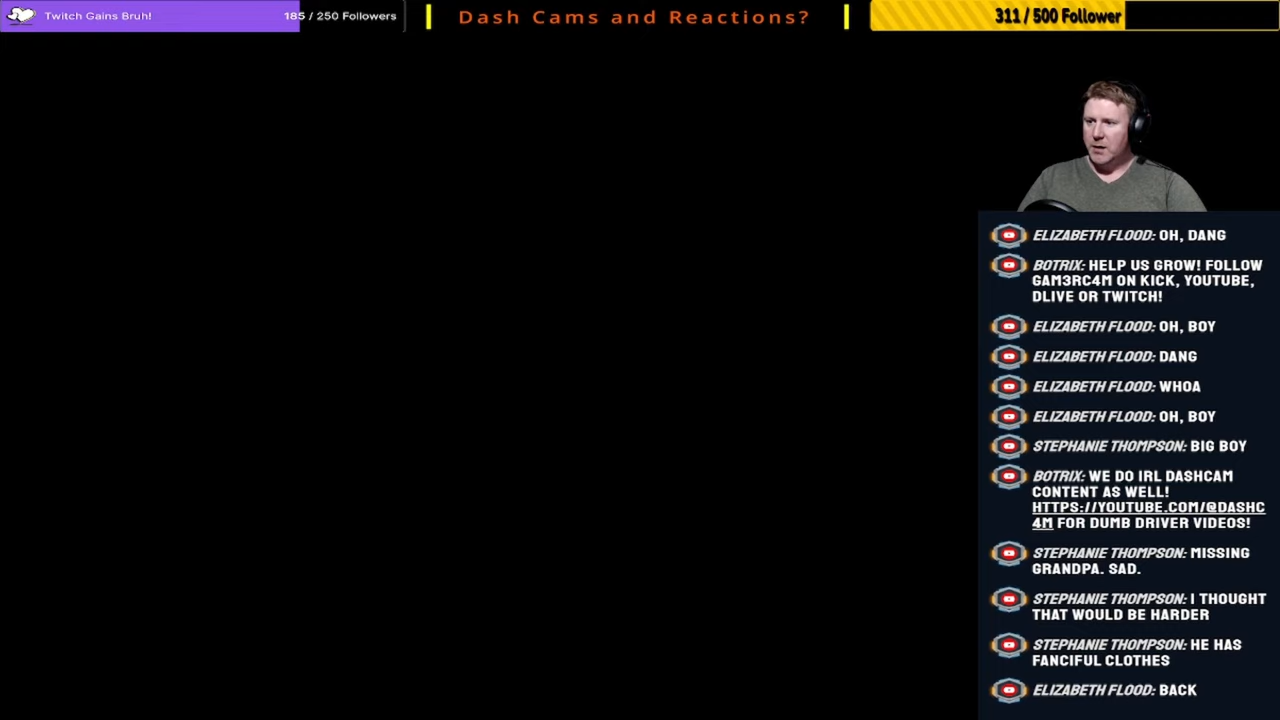 Twitch Gains Bruh!
185 / 250 Followers
Dash Cams and Reactions?
311 / 500 Follower
ELIZABETH FLOOD: OH, DANG
BOTRIX: HELP US GROW! FOLLOW
GAM3RC4M ON KICK, YOUTUBE,
DLIVE OR TWITCH!
ELIZABETH FLOOD: OH, BOY
ELIZABETH FLOOD: DANG
ELIZABETH FLOOD: WHOA
ELIZABETH FLOOD: OH, BOY
STEPHANIE THOMPSON: BIG BOY
BOTRIX: WE DO IRL DASHCAM
CONTENT AS WELL!
HTTPS://YOUTUBE.COM/@DASHC
4M FOR DUMB DRIVER VIDEOS!
STEPHANIE THOMPSON: MISSING
GRANDPA. SAD.
STEPHANIE THOMPSON: I THOUGHT
THAT WOULD BE HARDER
STEPHANIE THOMPSON: HE HAS
FANCIFUL CLOTHES
ELIZABETH FLOOD: BACK